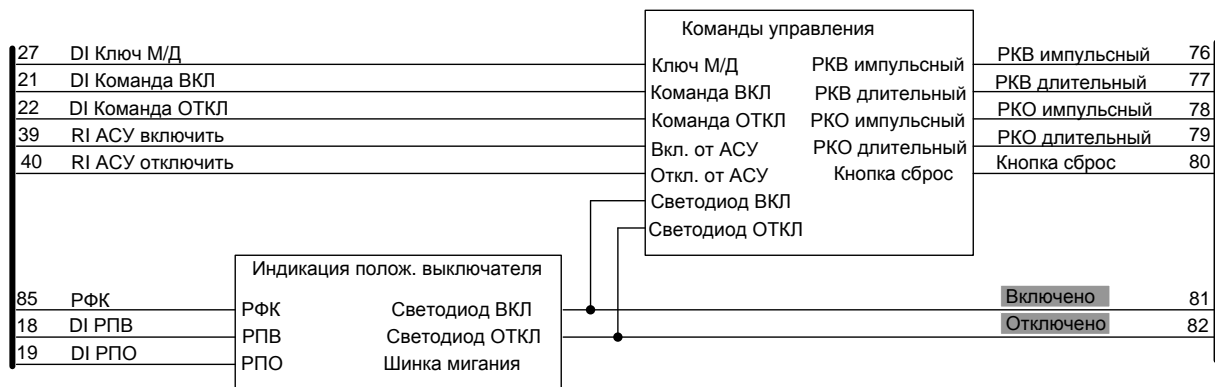 Команды управления
27 DI Ключ М/Д
21 DI Команда ВКЛ
22 DI Команда ОТКЛ
39 RI АСУ включить
40 RI АСУ отключить
Ключ М/Д РКВ импульсный
Команда ВКЛ РКВ длительный
Команда ОТКЛ РКО импульсный
Вкл. от АСУ РКО длительный
Откл. от АСУ Кнопка сброс
Светодиод ВКЛ
Светодиод ОТКЛ
РКВ импульсный 76
РКВ длительный 77
РКО импульсный 78
РКО длительный 79
Кнопка сброс 80
Индикация полож. выключателя
85 РФК
18 DI РПВ
19 DI РПО
РФК Светодиод ВКЛ
РПВ Светодиод ОТКЛ
РПО Шинка мигания
Включено 81
Отключено 82